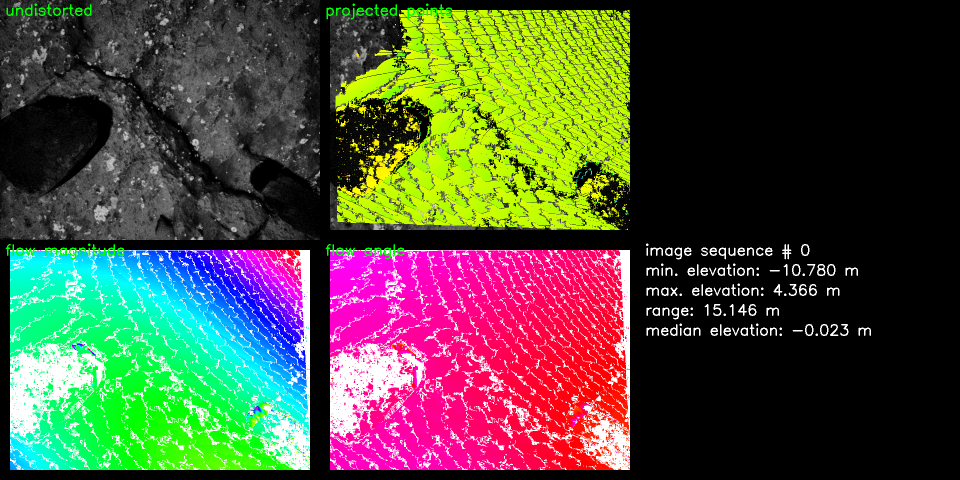 undistorted
projected points
flow magnitude
flow angle
image sequence # 0
min. elevation: -10.780 m
max. elevation: 4.366 m
range: 15.146 m
median elevation: -0.023 m